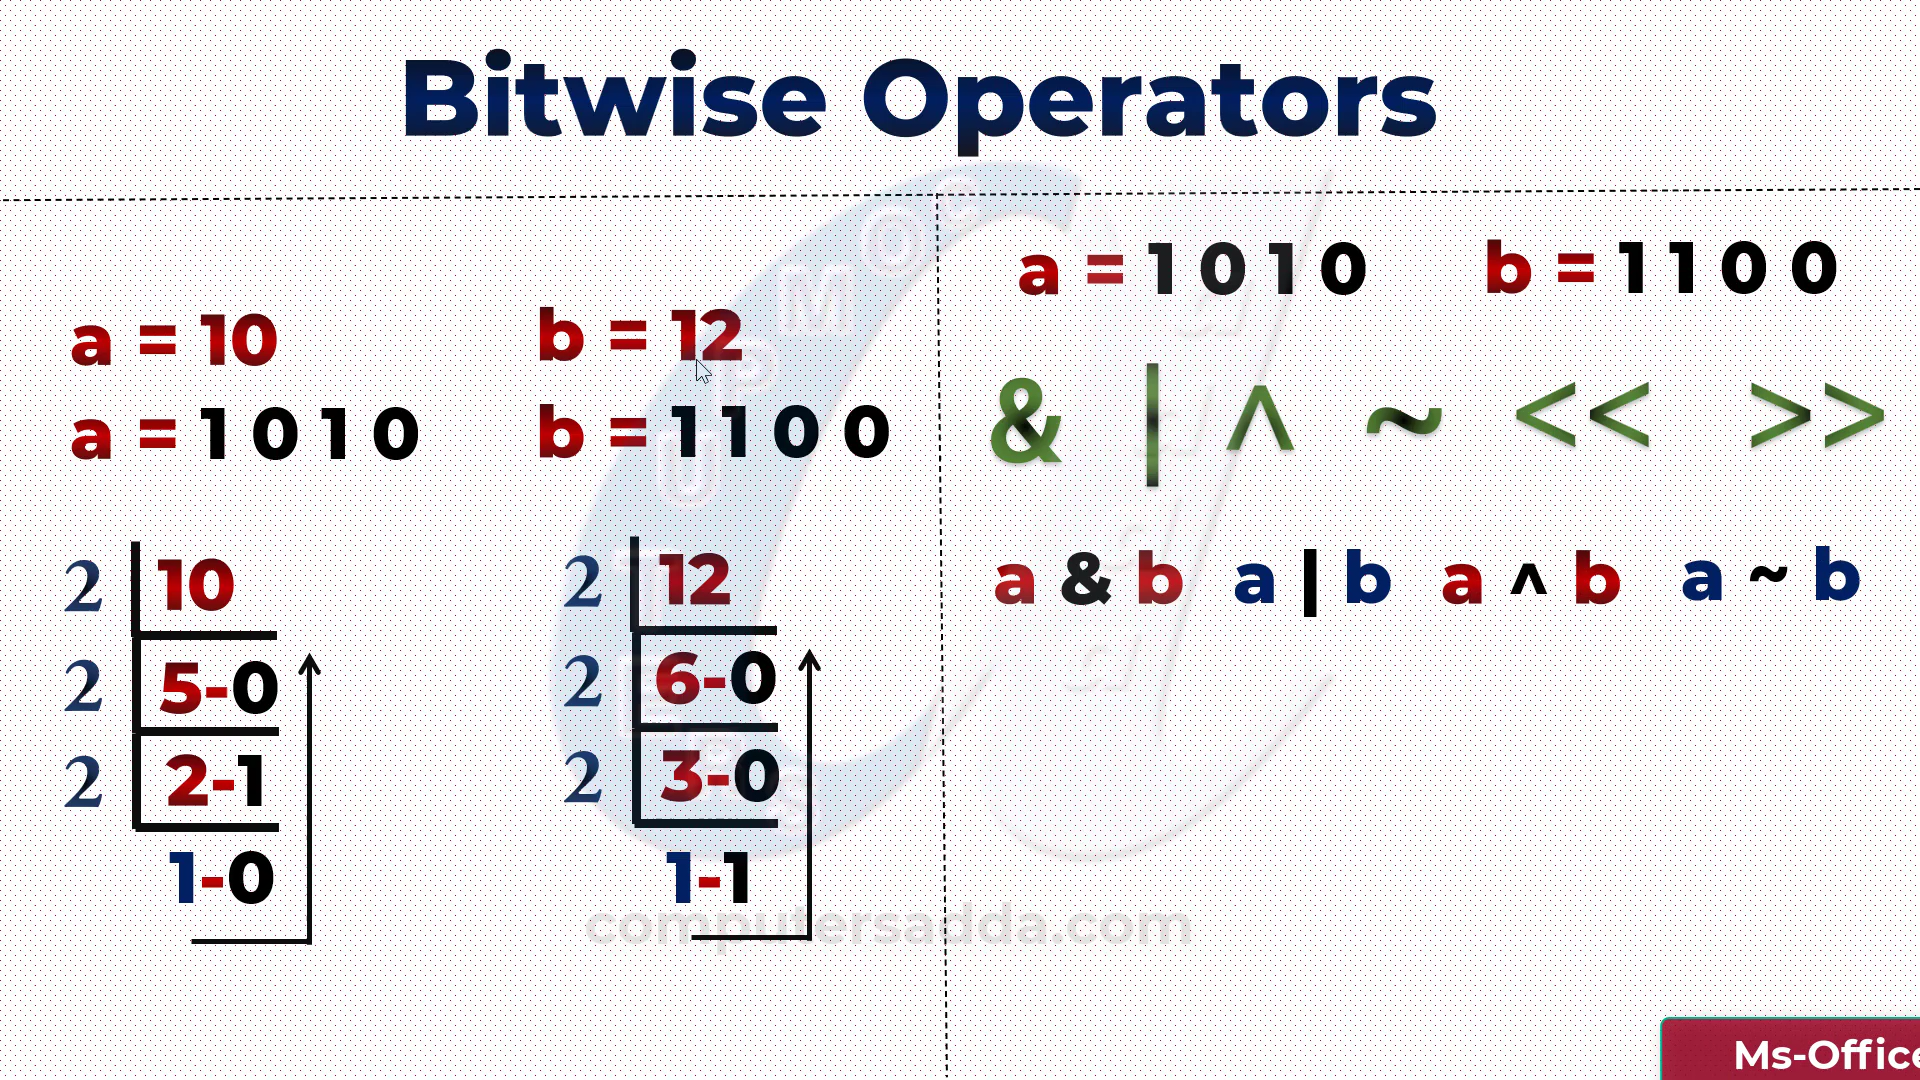 Bitwise Operators
a = 10
b = 12
a = 1 0 1 0
b = 1 1 0 0
2 10
2 5-0
2 2-1
1-0
2 12
2 6-0
2 3-0
1-1
a = 1 0 1 0
b = 1 1 0 0
& | ^ ~ << >>
a & b a | b a ^ b a ~ b
COMPUTERS
computersadda.com
Ms-Office